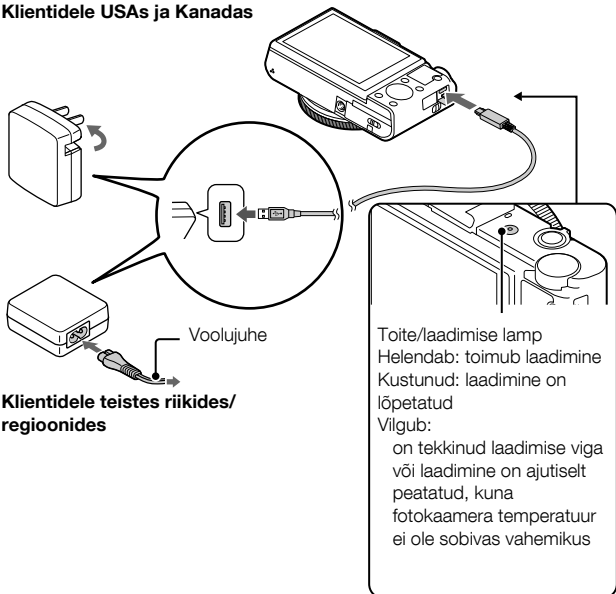 Klientidele USAs ja Kanadas
Voolujuhe
Klientidele teistes riikides/
regioonides
Toite/laadimise lamp
Helendab: toimub laadimine
Kustunud: laadimine on
lõpetatud
Vilgub:
on tekkinud laadimise viga
või laadimine on ajutiselt
peatatud, kuna
fotokaamera temperatuur
ei ole sobivas vahemikus